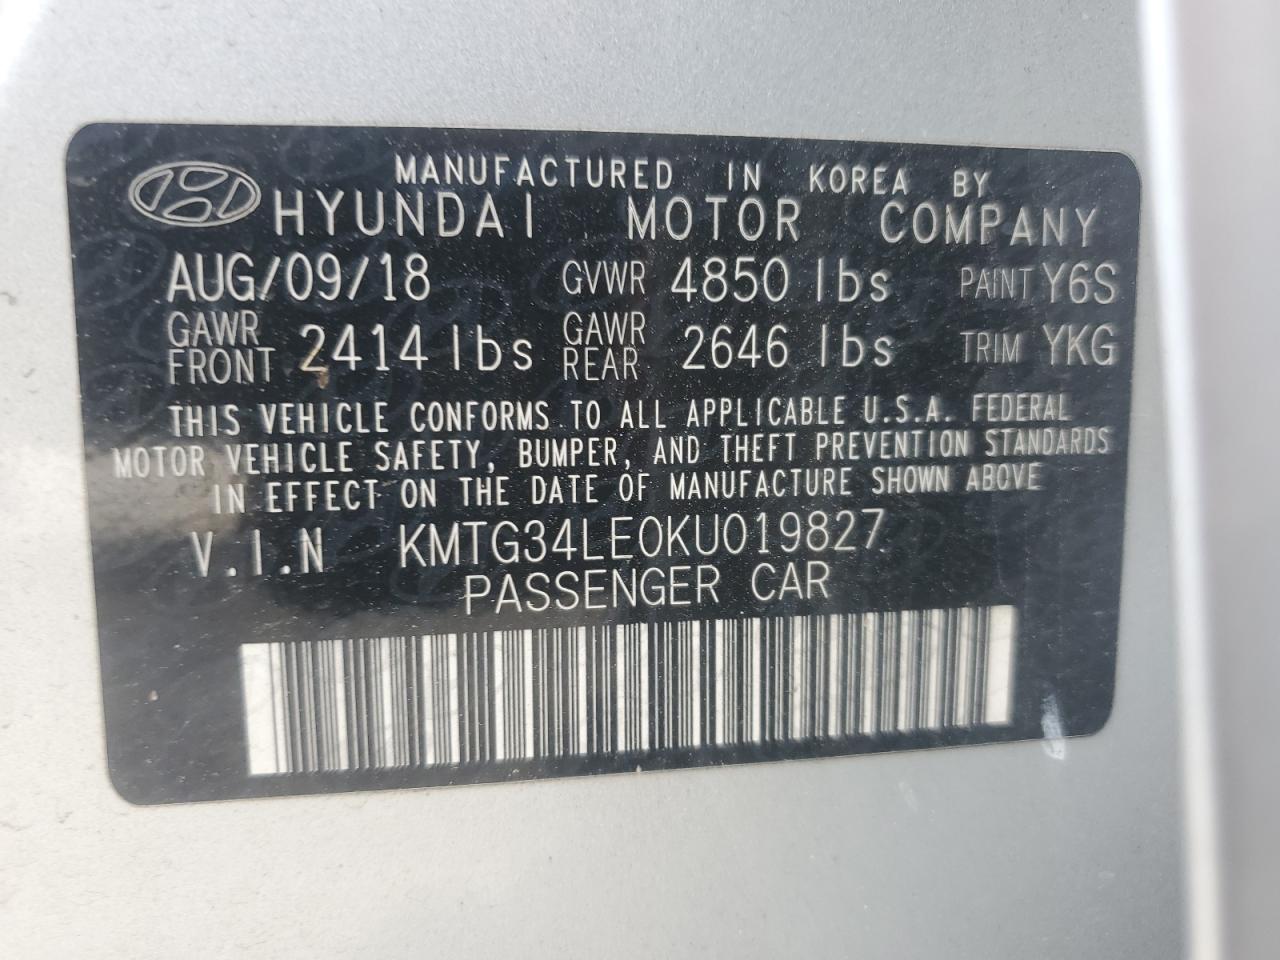 MANUFACTURED IN KOREA BY
HYUNDAI MOTOR COMPANY
AUG/09/18 GVWR 4850 lbs PAINT Y6S
GAWR FRONT 2414 lbs GAWR REAR 2646 lbs TRIM YKG
THIS VEHICLE CONFORMS TO ALL APPLICABLE U.S.A. FEDERAL
MOTOR VEHICLE SAFETY, BUMPER, AND THEFT PREVENTION STANDARDS
IN EFFECT ON THE DATE OF MANUFACTURE SHOWN ABOVE
V.I.N KMTG34LE0KU019827
PASSENGER CAR